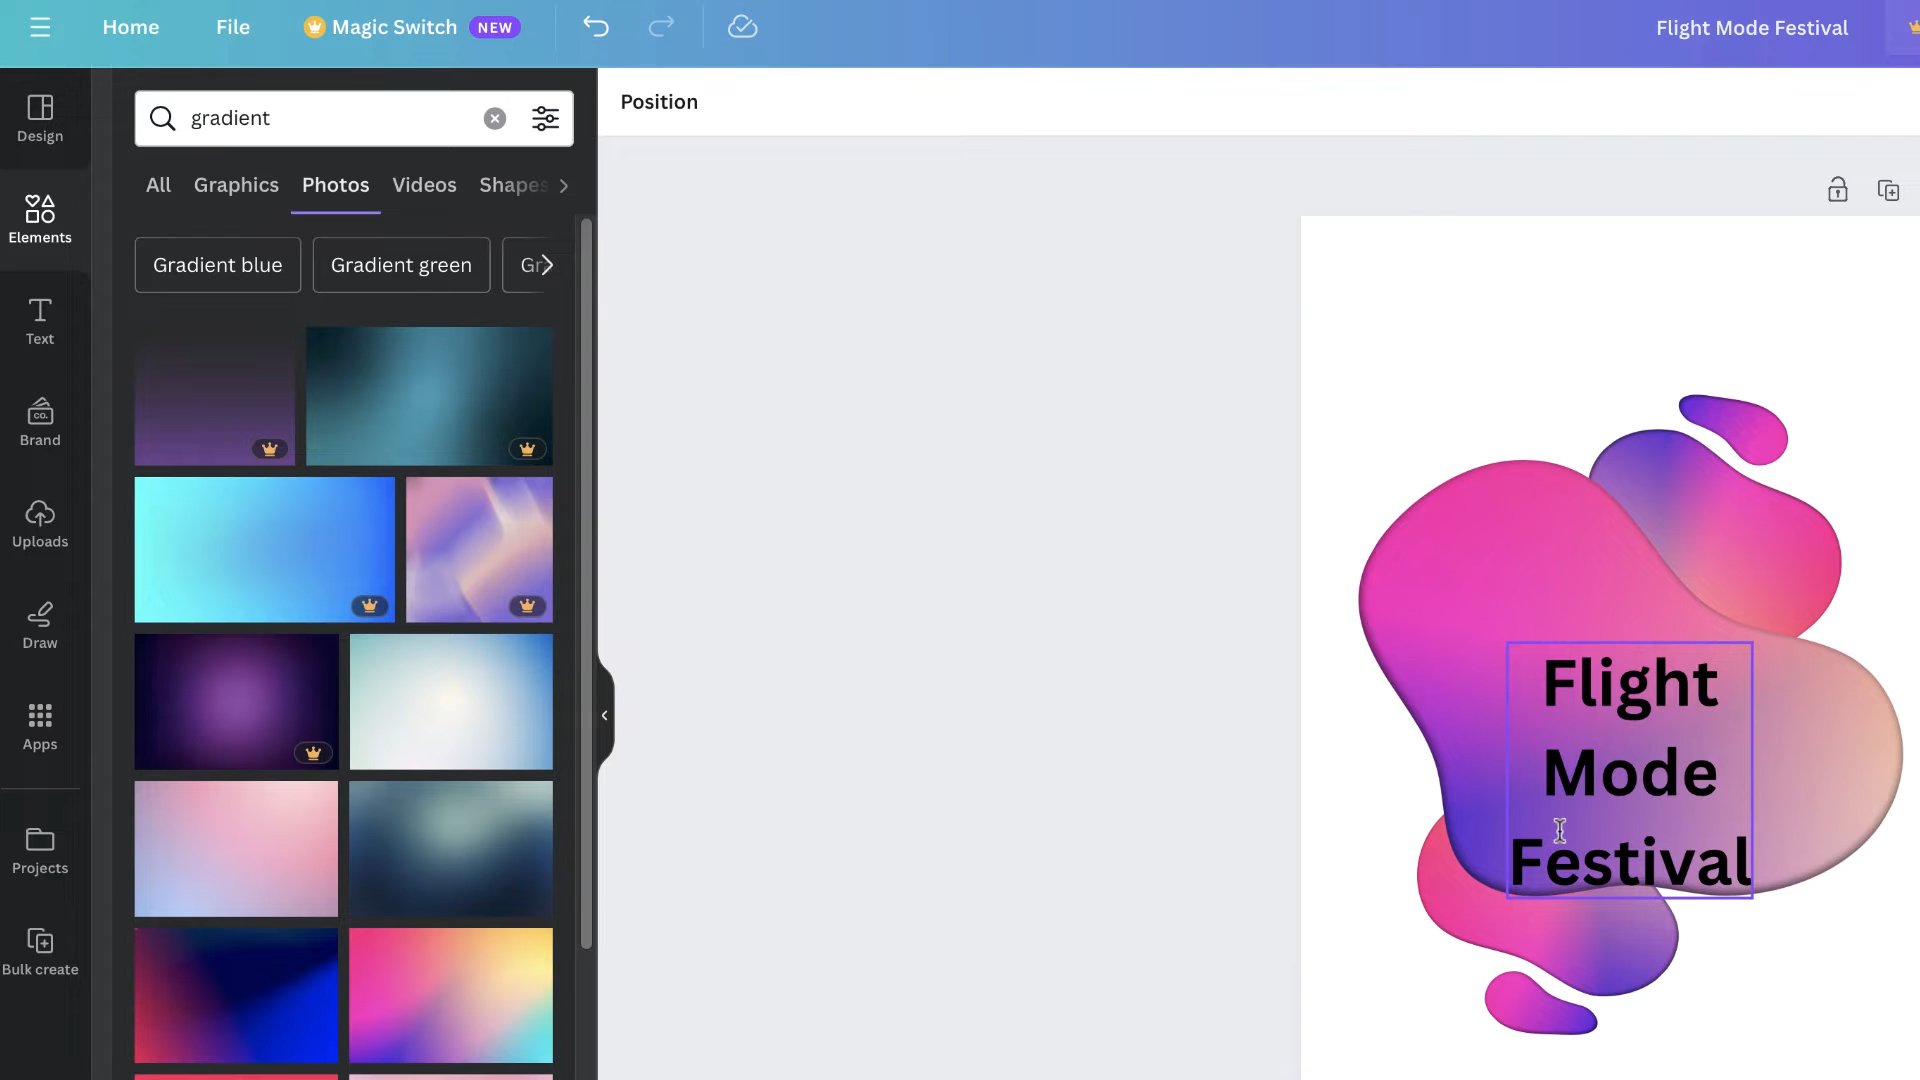 Home File Magic Switch NEW Flight Mode Festival
Design
Elements
Text
Brand
CO.
Uploads
Draw
Apps
Projects
Bulk create
gradient
All Graphics Photos Videos Shapes
Gradient blue Gradient green
Position
Flight
Mode
Festival